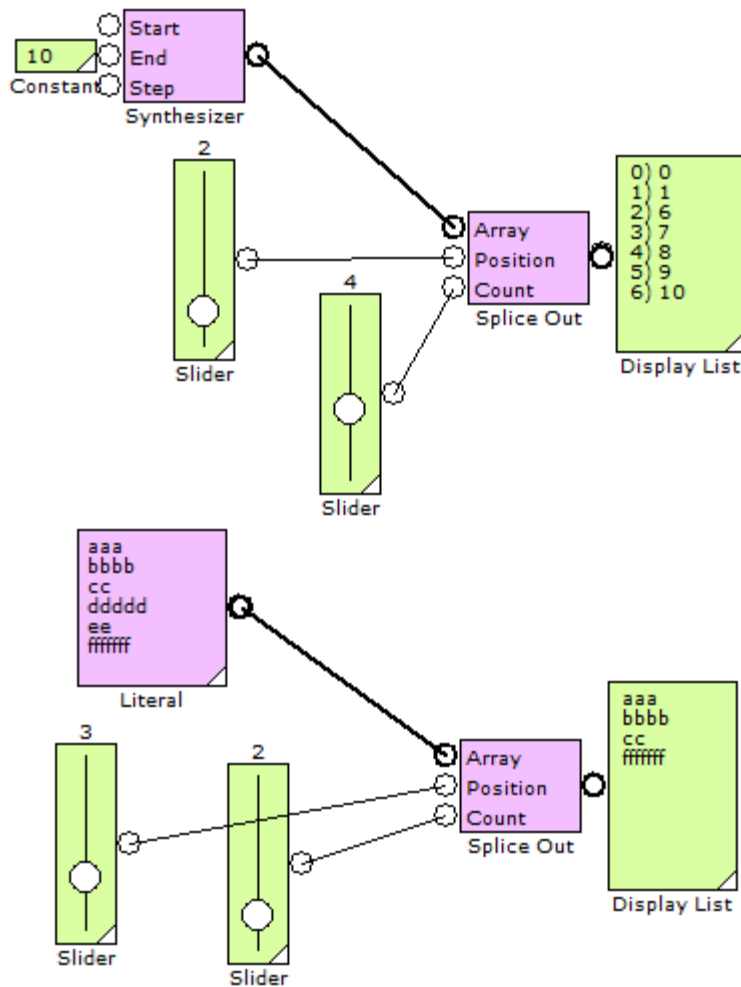 Start
10
End
Constant
Step
Synthesizer
2
Slider
4
Slider
Array
Position
Count
Splice Out
0) 0
1) 1
2) 6
3) 7
4) 8
5) 9
6) 10
Display List
aaa
bbbb
cc
ddddd
ee
fffffff
Literal
3
Slider
2
Slider
Array
Position
Count
Splice Out
aaa
bbbb
cc
fffffff
Display List